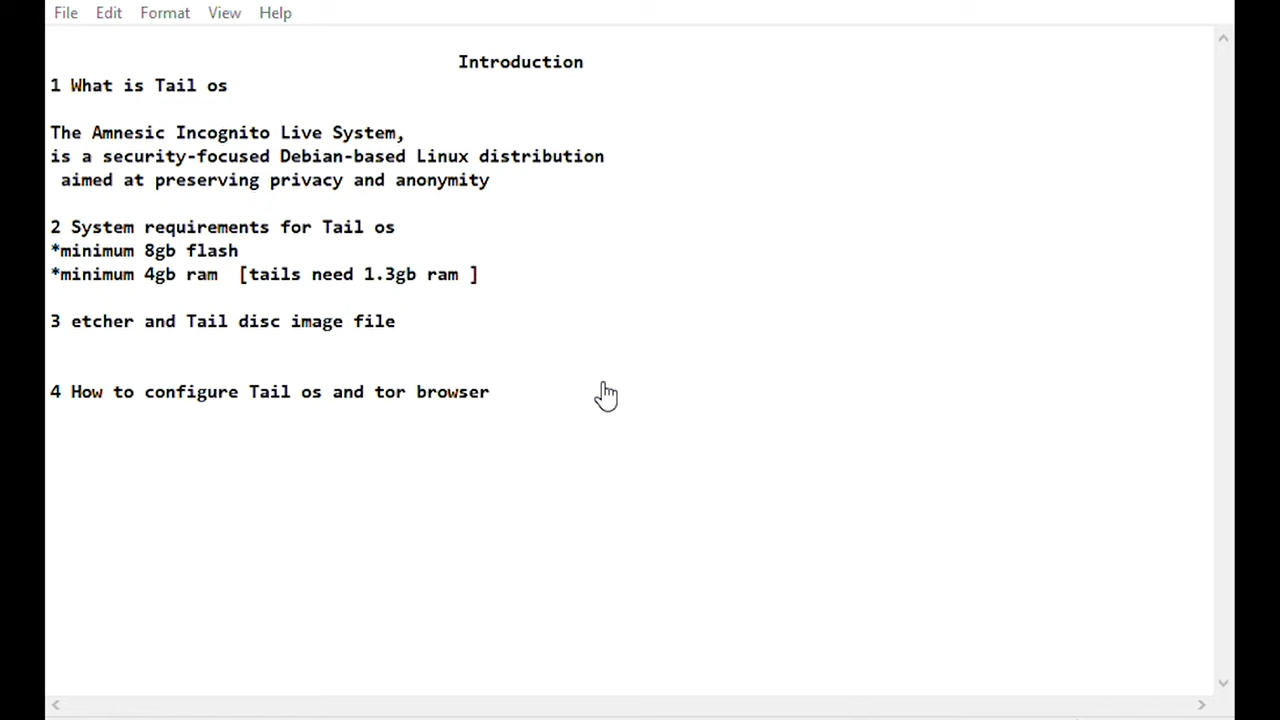 File Edit Format View Help
Introduction
1 What is Tail os
The Amnesic Incognito Live System,
is a security-focused Debian-based Linux distribution
aimed at preserving privacy and anonymity
2 System requirements for Tail os
*minimum 8gb flash
*minimum 4gb ram [tails need 1.3gb ram ]
3 etcher and Tail disc image file
4 How to configure Tail os and tor browser